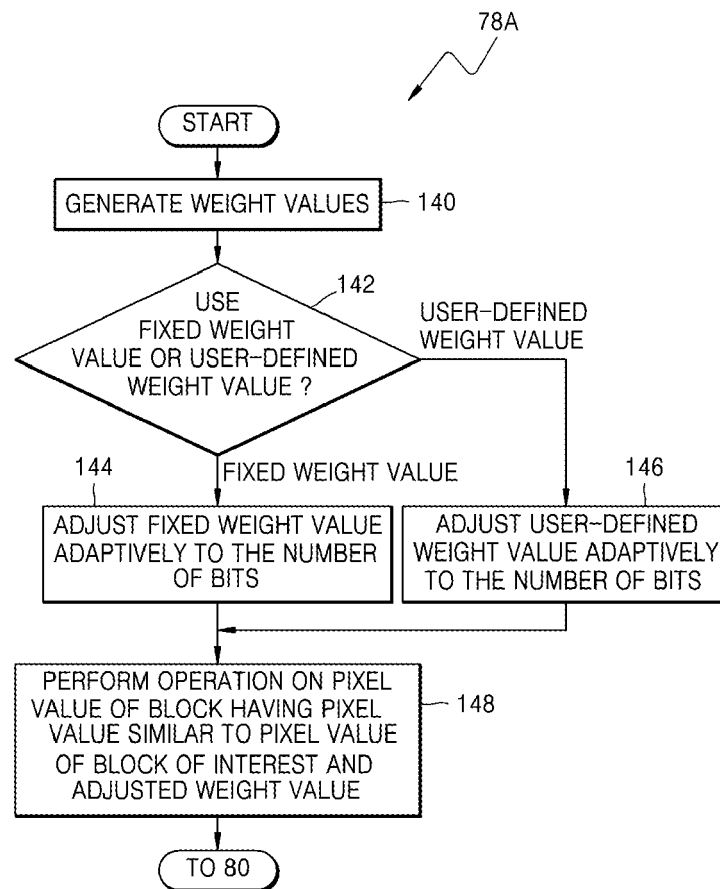 78A
START
GENERATE WEIGHT VALUES
140
142
USE
FIXED WEIGHT
VALUE OR USER-DEFINED
WEIGHT VALUE ?
USER-DEFINED
WEIGHT VALUE
FIXED WEIGHT VALUE
144
146
ADJUST FIXED WEIGHT VALUE
ADAPTIVELY TO THE NUMBER
OF BITS
ADJUST USER-DEFINED
WEIGHT VALUE ADAPTIVELY
TO THE NUMBER OF BITS
PERFORM OPERATION ON PIXEL
VALUE OF BLOCK HAVING PIXEL
VALUE SIMILAR TO PIXEL VALUE
OF BLOCK OF INTEREST AND
ADJUSTED WEIGHT VALUE
148
TO 80